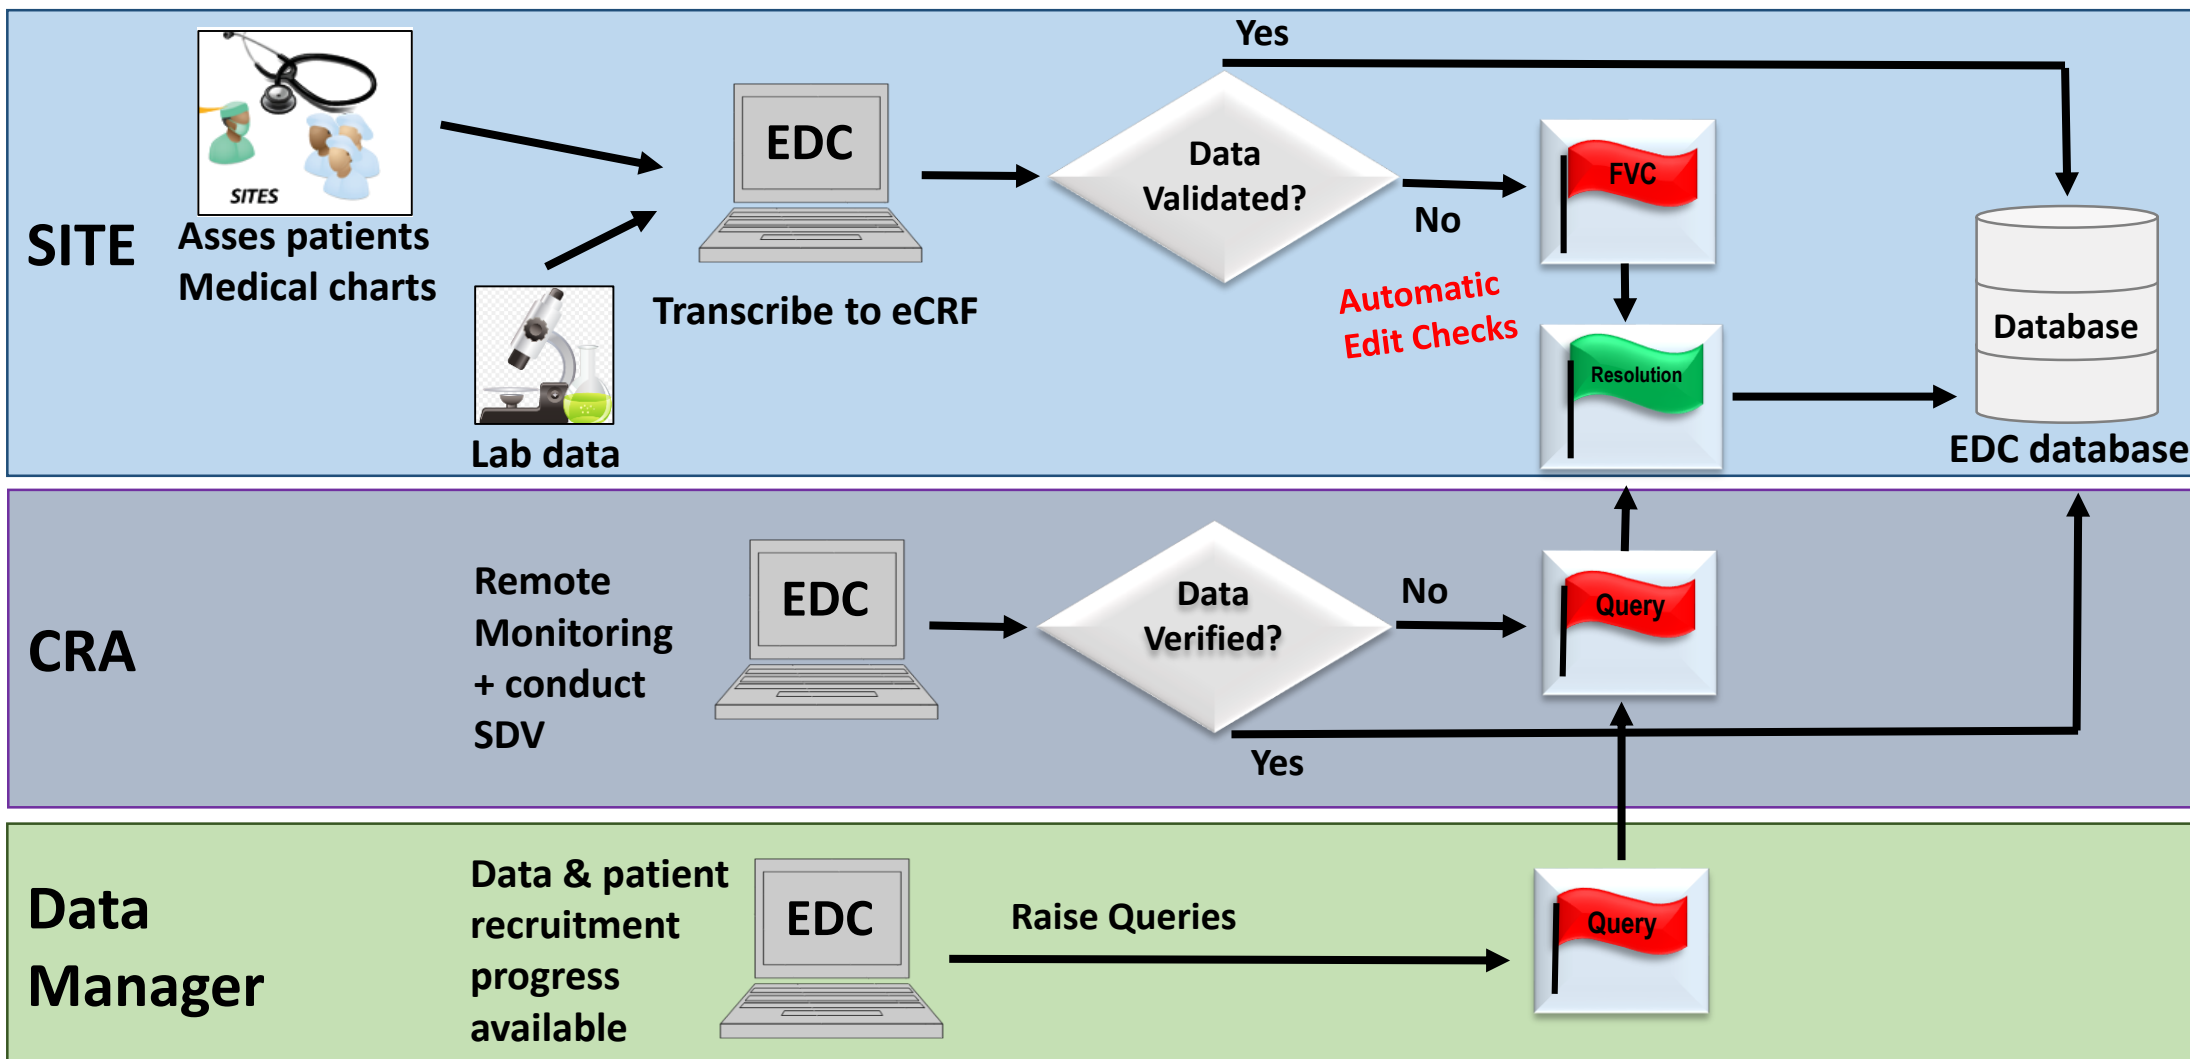 SITE
SITES
Asses patients
Medical charts
Lab data
EDC
Transcribe to eCRF
Data
Validated?
Yes
No
FVC
Automatic
Edit Checks
Resolution
Database
EDC database
CRA
Remote
Monitoring
+ conduct
SDV
EDC
Data
Verified?
No
Yes
Query
Data
Manager
Data & patient
recruitment
progress
available
EDC
Raise Queries
Query